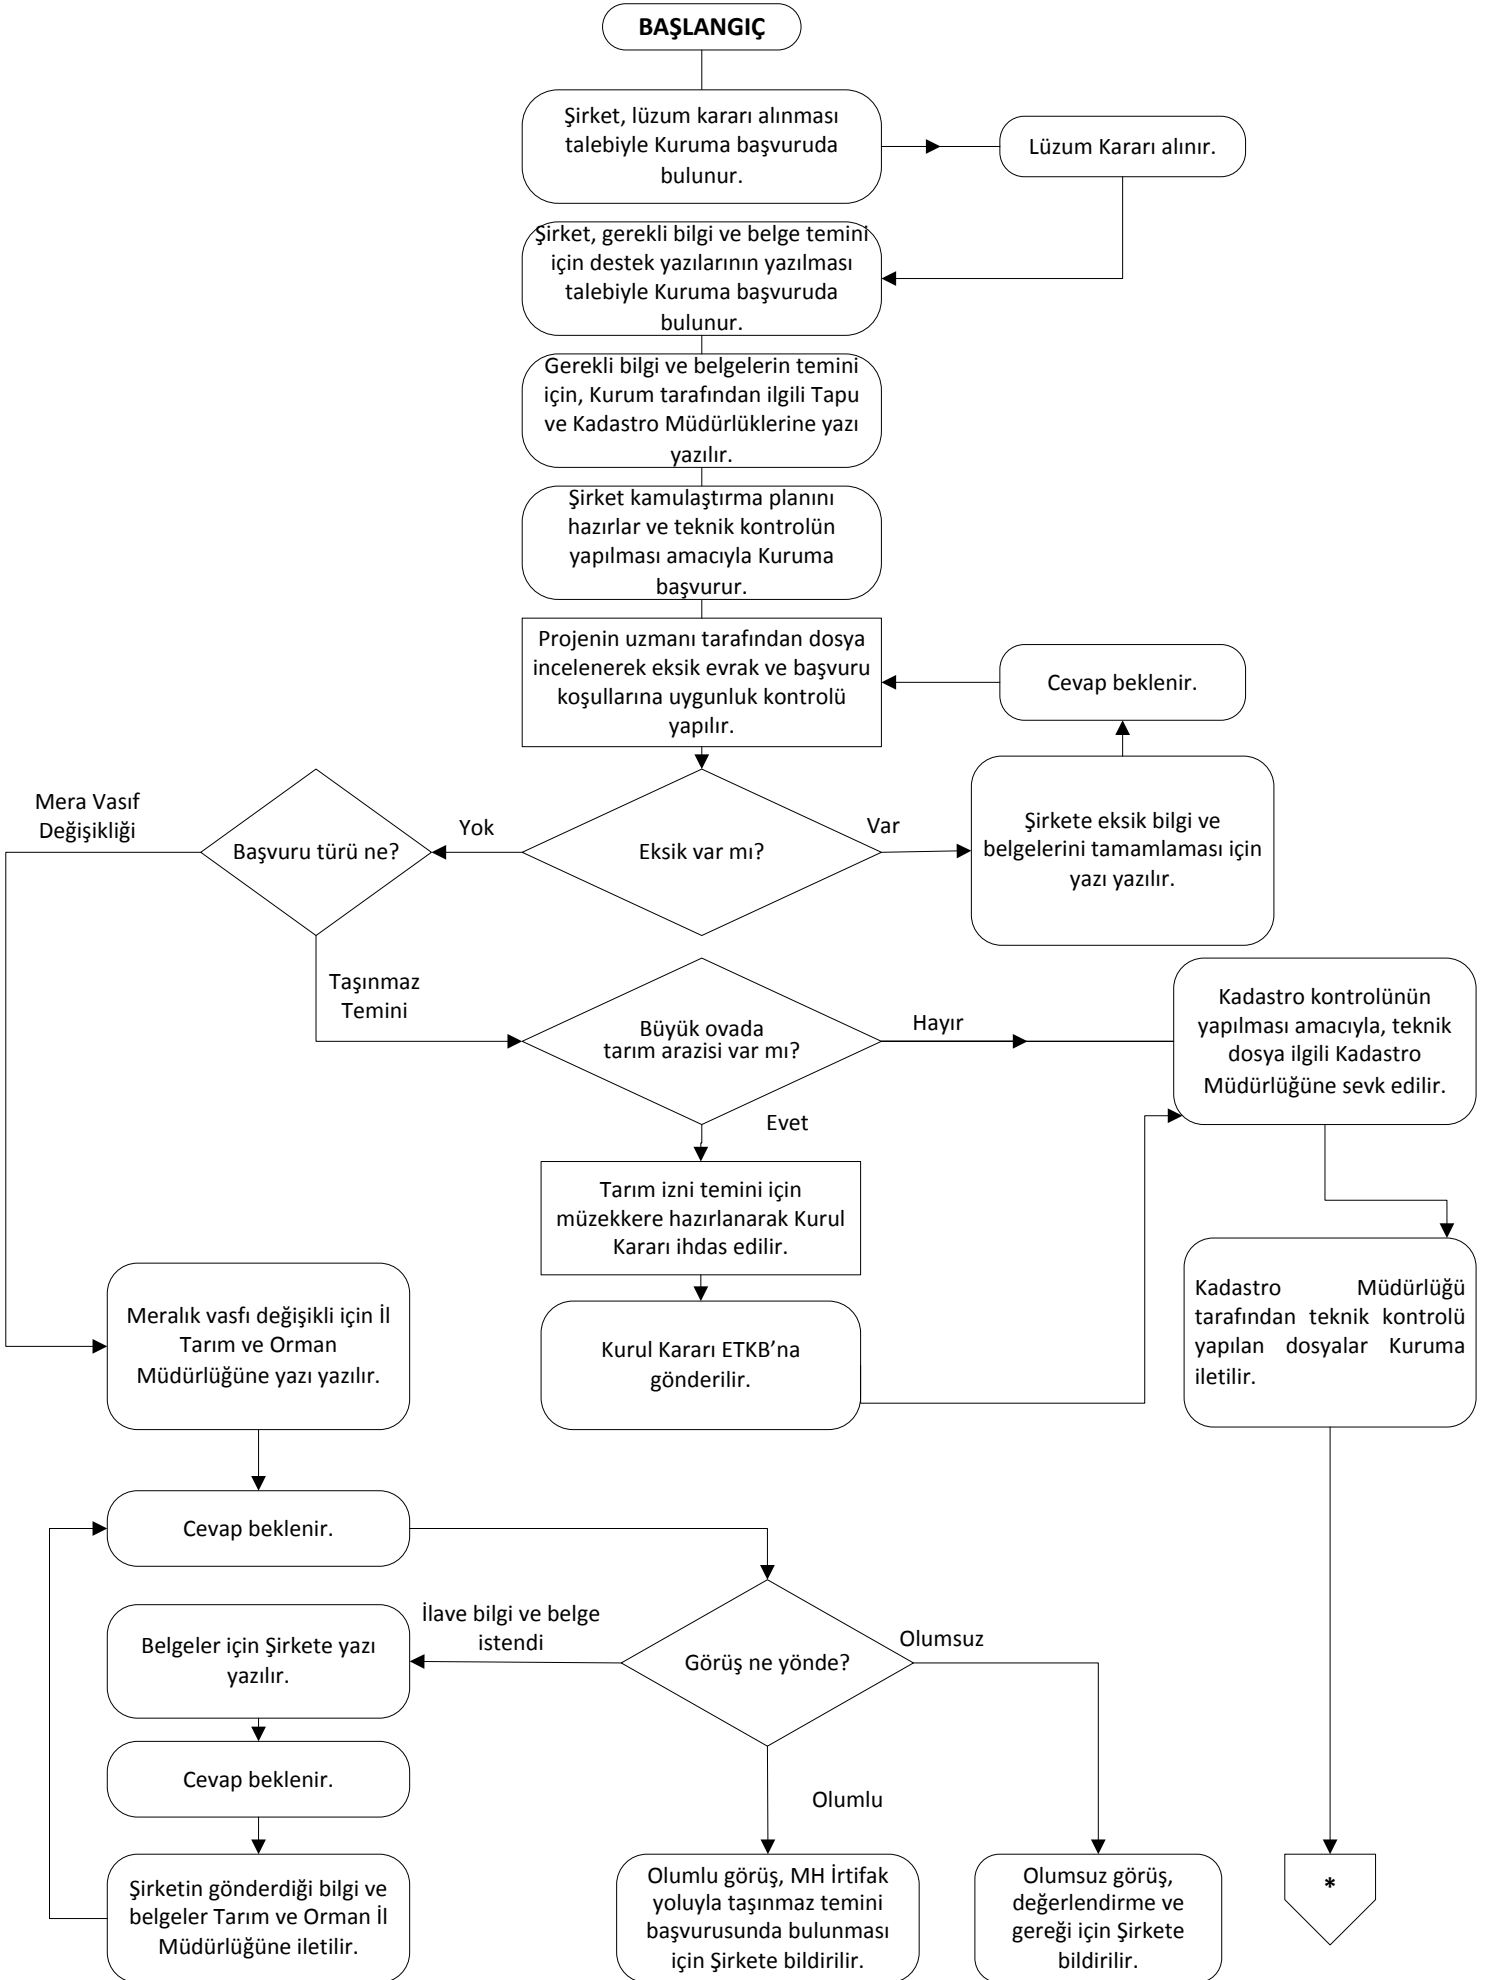 BAŞLANGIÇ
Şirket, lüzum kararı alınması
talebiyle Kuruma başvuruda
bulunur.
Lüzum Kararı alınır.
Şirket, gerekli bilgi ve belge temini
için destek yazılarının yazılması
talebiyle Kuruma başvuruda
bulunur.
Gerekli bilgi ve belgelerin temini
için, Kurum tarafından ilgili Tapu
ve Kadastro Müdürlüklerine yazı
yazılır.
Şirket kamulaştırma planını
hazırlar ve teknik kontrolün
yapılması amacıyla Kuruma
başvurur.
Projenin uzmanı tarafından dosya
incelenerek eksik evrak ve başvuru
koşullarına uygunluk kontrolü
yapılır.
Cevap beklenir.
Mera Vasıf
Değişikliği
Başvuru türü ne?
Yok
Eksik var mı?
Var
Şirkete eksik bilgi ve
belgelerini tamamlaması için
yazı yazılır.
Taşınmaz
Temini
Büyük ovada
tarım arazisi var mı?
Hayır
Kadastro kontrolünün
yapılması amacıyla, teknik
dosya ilgili Kadastro
Müdürlüğüne sevk edilir.
Evet
Tarım izni temini için
müzekkere hazırlanarak Kurul
Kararı ihdas edilir.
Kadastro Müdürlüğü
tarafından teknik kontrolü
yapılan dosyalar Kuruma
iletilir.
Meralık vasfı değişikli için İl
Tarım ve Orman
Müdürlüğüne yazı yazılır.
Kurul Kararı ETKB’na
gönderilir.
Cevap beklenir.
İlave bilgi ve belge
istendi
Görüş ne yönde?
Olumsuz
Belgeler için Şirkete yazı
yazılır.
Cevap beklenir.
Olumlu
Şirketin gönderdiği bilgi ve
belgeler Tarım ve Orman İl
Müdürlüğüne iletilir.
Olumlu görüş, MH İrtifak
yoluyla taşınmaz temini
başvurusunda bulunması
için Şirkete bildirilir.
Olumsuz görüş,
değerlendirme ve
gereği için Şirkete
bildirilir.
*